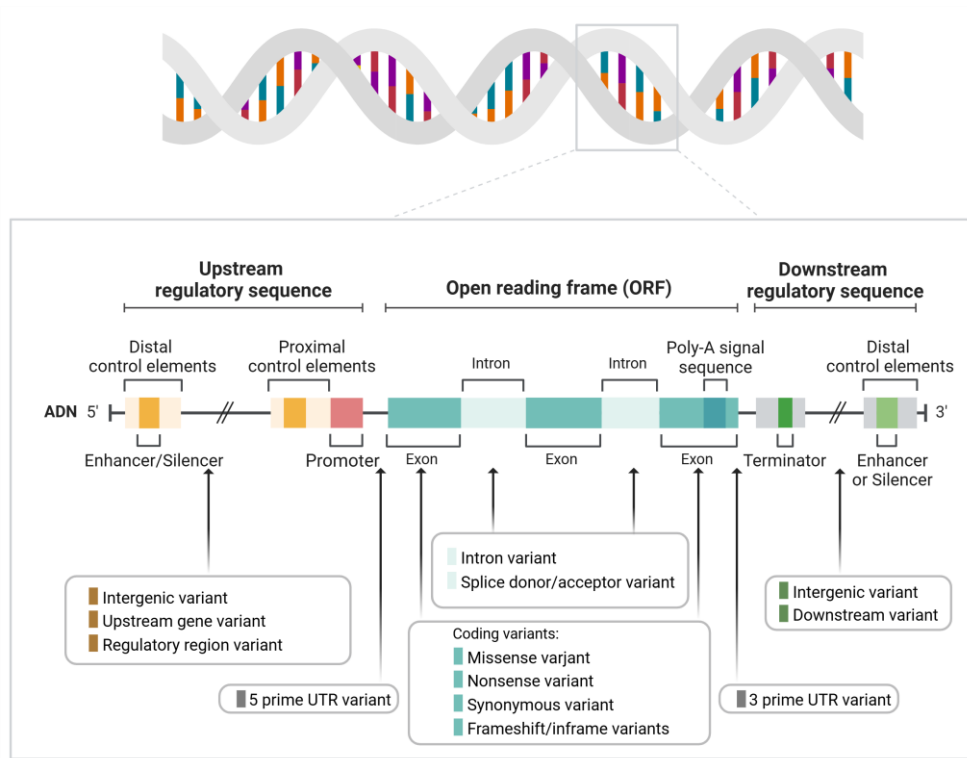 Upstream
regulatory sequence
Open reading frame (ORF)
Downstream
regulatory sequence
Distal
control elements
Proximal
control elements
Intron
Intron
Poly-A signal
sequence
Distal
control elements
ADN 5'
3'
Enhancer/Silencer
Promoter
Exon
Exon
Exon
Terminator
Enhancer
or Silencer
Intron variant
Splice donor/acceptor variant
Intergenic variant
Upstream gene variant
Regulatory region variant
Intergenic variant
Downstream variant
Coding variants:
Missense varjant
Nonsense variant
Synonymous variant
Frameshift/inframe variants
5 prime UTR variant
3 prime UTR variant